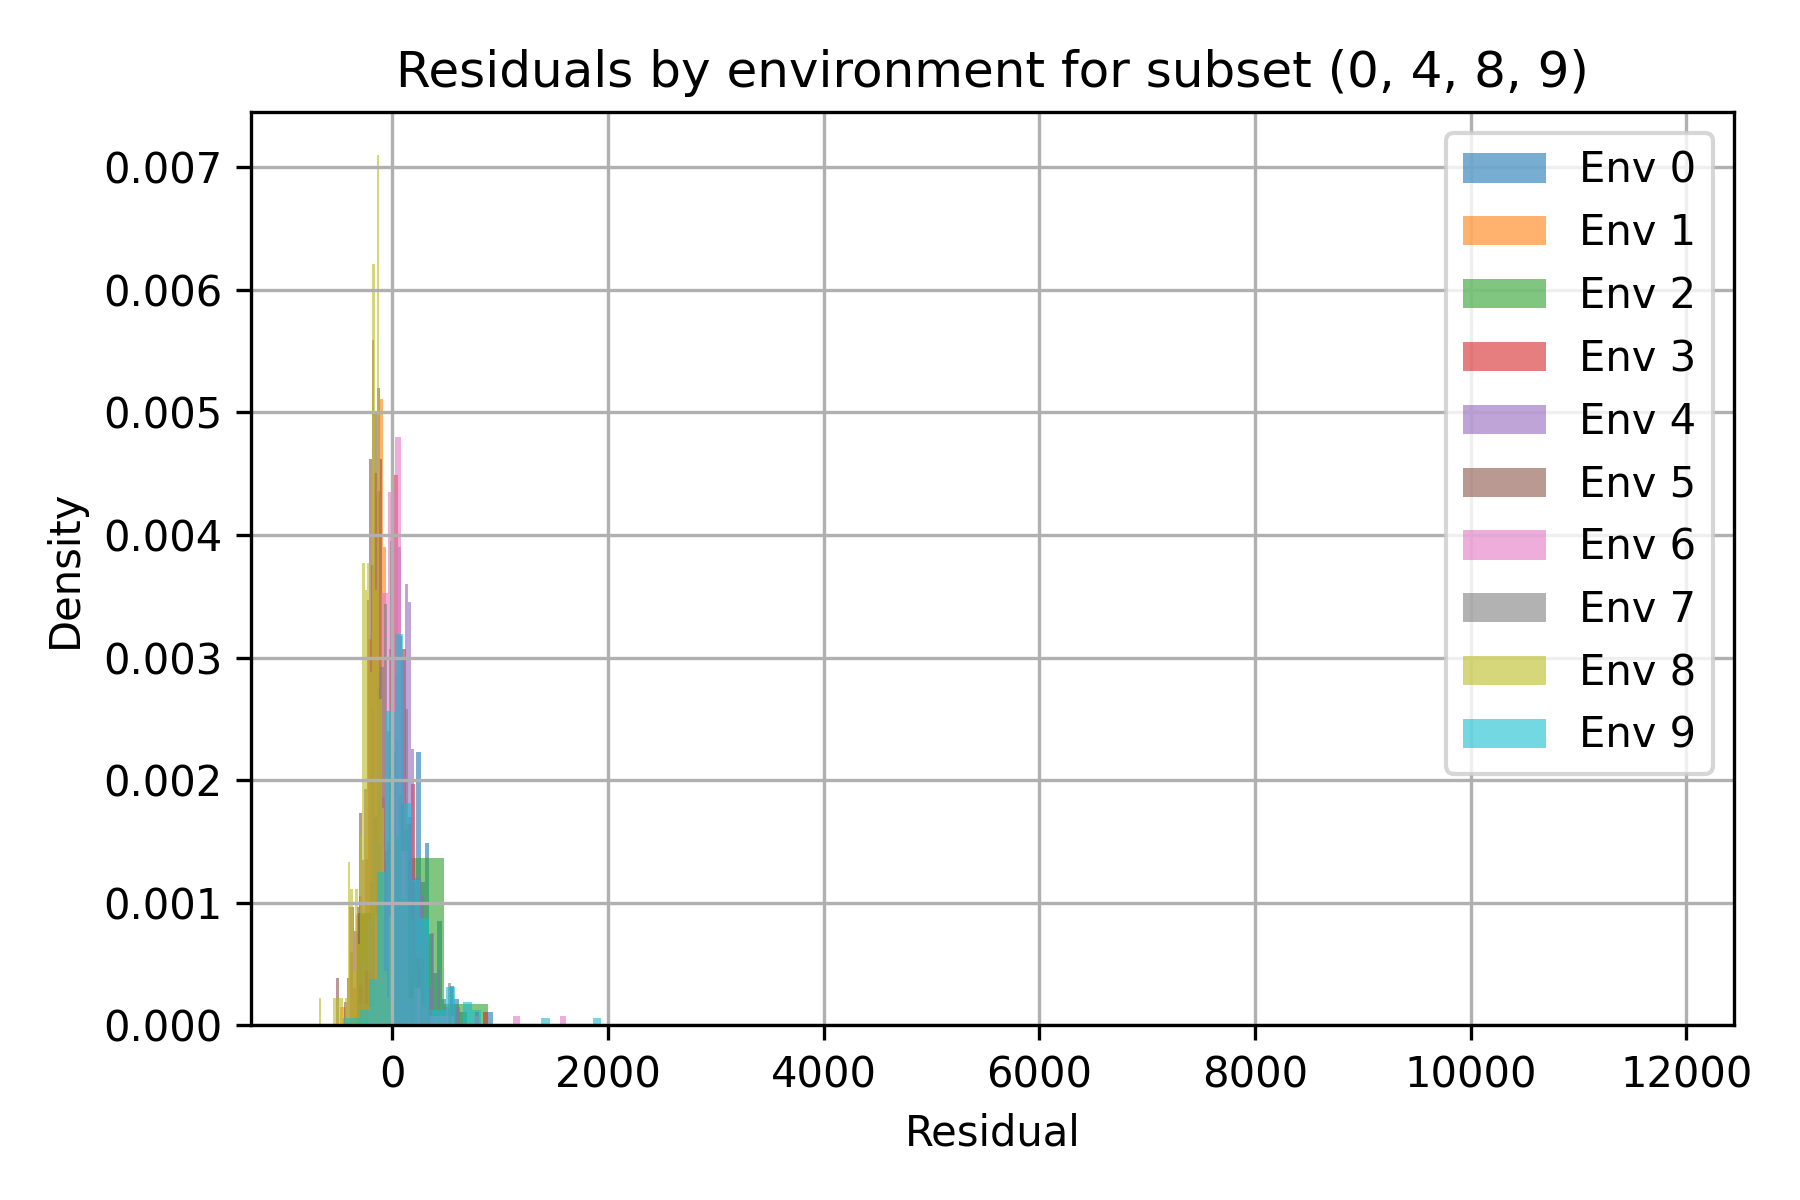 Residuals by environment for subset (0, 4, 8, 9)
0.007
0.006
0.005
0.004
0.003
0.002
0.001
0.000
Density
0 2000 4000 6000 8000 10000 12000
Residual
Env 0
Env 1
Env 2
Env 3
Env 4
Env 5
Env 6
Env 7
Env 8
Env 9